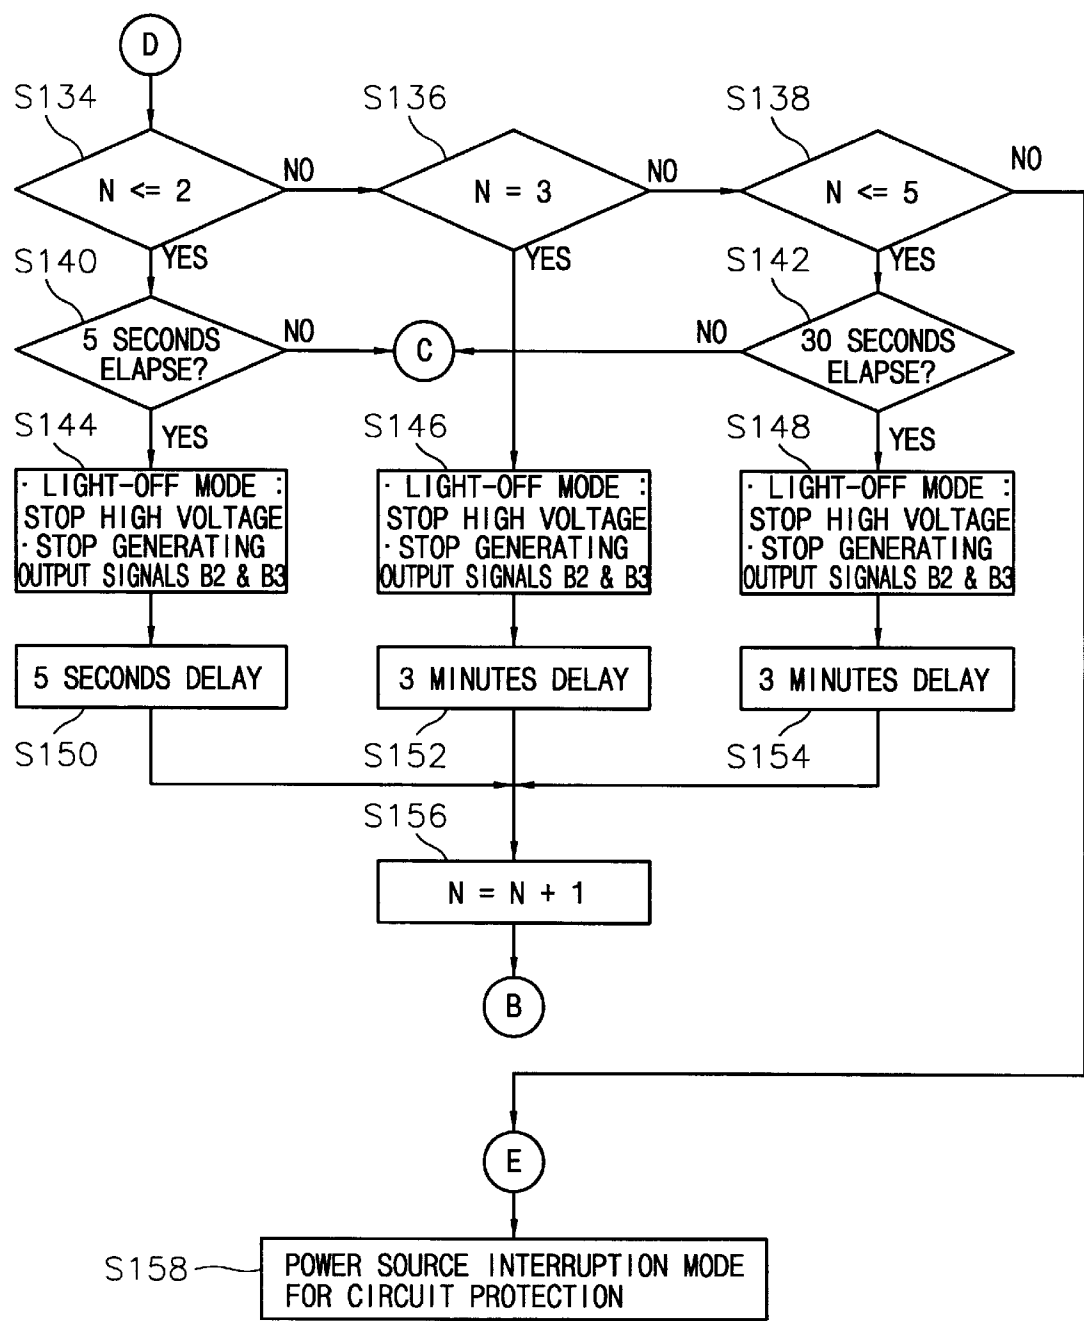 D
S134
S136
S138
N <= 2
NO
N = 3
NO
N <= 5
NO
YES
YES
YES
S140
S142
5 SECONDS
ELAPSE?
NO
C
NO
30 SECONDS
ELAPSE?
YES
YES
S144
S146
S148
· LIGHT-OFF MODE :
STOP HIGH VOLTAGE
· STOP GENERATING
OUTPUT SIGNALS B2 & B3
· LIGHT-OFF MODE :
STOP HIGH VOLTAGE
· STOP GENERATING
OUTPUT SIGNALS B2 & B3
· LIGHT-OFF MODE :
STOP HIGH VOLTAGE
· STOP GENERATING
OUTPUT SIGNALS B2 & B3
5 SECONDS DELAY
3 MINUTES DELAY
3 MINUTES DELAY
S150
S152
S154
S156
N = N + 1
B
E
S158
POWER SOURCE INTERRUPTION MODE
FOR CIRCUIT PROTECTION